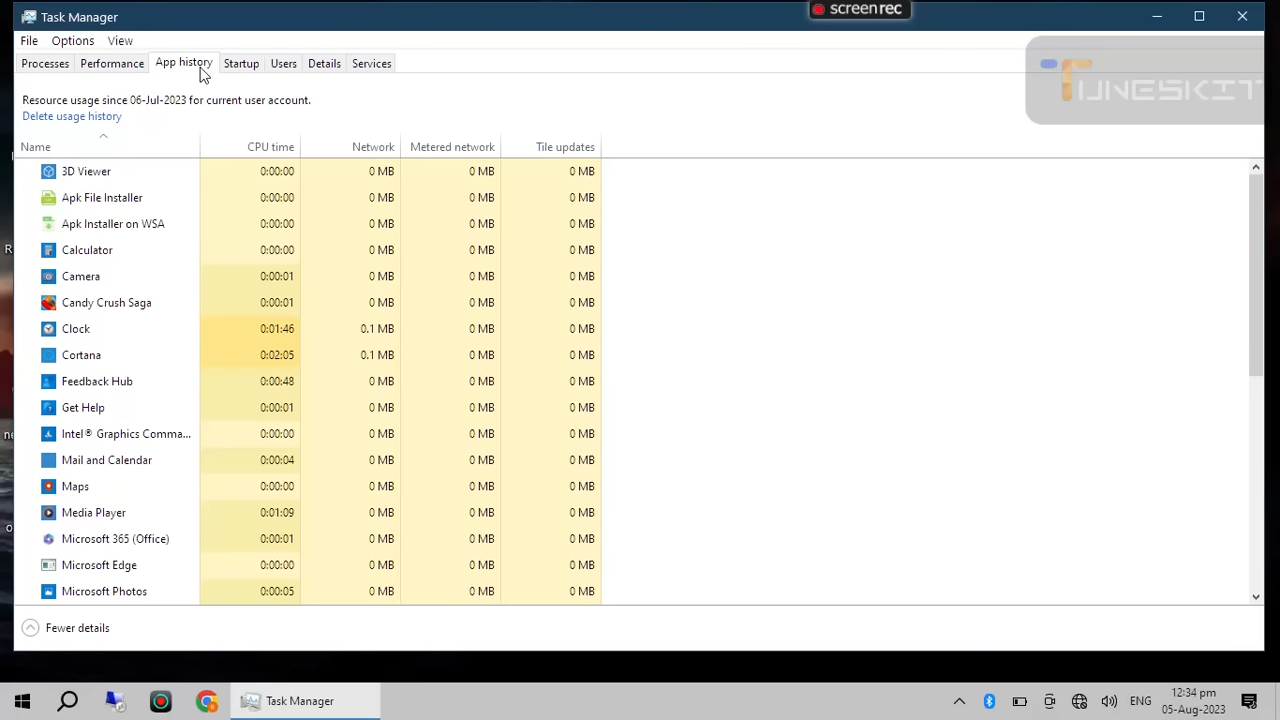 Task Manager
screenrec
File Options View
Processes Performance App history Startup Users Details Services
TUNESKIT
Resource usage since 06-Jul-2023 for current user account.
Delete usage history
Name CPU time Network Metered network Tile updates
3D Viewer 0:00:00 0 MB 0 MB 0 MB
Apk File Installer 0:00:00 0 MB 0 MB 0 MB
Apk Installer on WSA 0:00:00 0 MB 0 MB 0 MB
Calculator 0:00:00 0 MB 0 MB 0 MB
Camera 0:00:01 0 MB 0 MB 0 MB
Candy Crush Saga 0:00:01 0 MB 0 MB 0 MB
Clock 0:01:46 0.1 MB 0 MB 0 MB
Cortana 0:02:05 0.1 MB 0 MB 0 MB
Feedback Hub 0:00:48 0 MB 0 MB 0 MB
Get Help 0:00:01 0 MB 0 MB 0 MB
Intel® Graphics Comma... 0:00:00 0 MB 0 MB 0 MB
Mail and Calendar 0:00:04 0 MB 0 MB 0 MB
Maps 0:00:00 0 MB 0 MB 0 MB
Media Player 0:01:09 0 MB 0 MB 0 MB
Microsoft 365 (Office) 0:00:01 0 MB 0 MB 0 MB
Microsoft Edge 0:00:00 0 MB 0 MB 0 MB
Microsoft Photos 0:00:05 0 MB 0 MB 0 MB
Fewer details
Task Manager
ENG
12:34 pm
05-Aug-2023